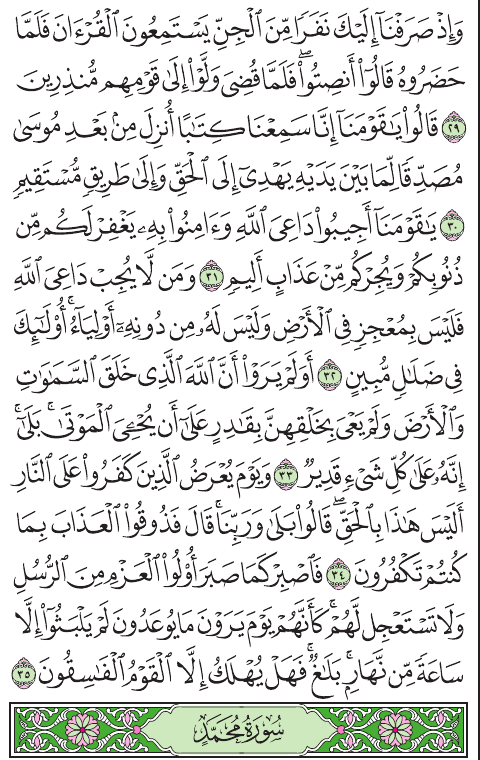 وَإِذْ صَرَفْنَآ إِلَيْكَ نَفَرًا مِّنَ ٱلْجِنِّ يَسْتَمِعُونَ ٱلْقُرْءَانَ فَلَمَّا
حَضَرُوهُ قَالُوٓا۟ أَنصِتُوا۟ ۖ فَلَمَّا قُضِىَ وَلَّوْا۟ إِلَىٰ قَوْمِهِم مُّنذِرِينَ
٢٩ قَالُوا۟ يَـٰقَوْمَنَآ إِنَّا سَمِعْنَا كِتَـٰبًا أُنزِلَ مِنۢ بَعْدِ مُوسَىٰ
مُصَدِّقًا لِّمَا بَيْنَ يَدَيْهِ يَهْدِىٓ إِلَى ٱلْحَقِّ وَإِلَىٰ طَرِيقٍ مُّسْتَقِيمٍ
٣٠ يَـٰقَوْمَنَآ أَجِيبُوا۟ دَاعِىَ ٱللَّهِ وَءَامِنُوا۟ بِهِۦ يَغْفِرْ لَكُم مِّن
ذُنُوبِكُمْ وَيُجِرْكُم مِّنْ عَذَابٍ أَلِيمٍ ٣١ وَمَن لَّا يُجِبْ دَاعِىَ ٱللَّهِ
فَلَيْسَ بِمُعْجِزٍ فِى ٱلْأَرْضِ وَلَيْسَ لَهُۥ مِن دُونِهِۦٓ أَوْلِيَآءُ ۚ أُو۟لَـٰٓئِكَ
فِى ضَلَـٰلٍ مُّبِينٍ ٣٢ أَوَلَمْ يَرَوْا۟ أَنَّ ٱللَّهَ ٱلَّذِى خَلَقَ ٱلسَّمَـٰوَٰتِ
وَٱلْأَرْضَ وَلَمْ يَعْىَ بِخَلْقِهِنَّ بِقَـٰدِرٍ عَلَىٰٓ أَن يُحْـِۧىَ ٱلْمَوْتَىٰ ۚ بَلَىٰٓ
إِنَّهُۥ عَلَىٰ كُلِّ شَىْءٍ قَدِيرٌ ٣٣ وَيَوْمَ يُعْرَضُ ٱلَّذِينَ كَفَرُوا۟ عَلَى ٱلنَّارِ
أَلَيْسَ هَـٰذَا بِٱلْحَقِّ ۖ قَالُوا۟ بَلَىٰ وَرَبِّنَا ۚ قَالَ فَذُوقُوا۟ ٱلْعَذَابَ بِمَا
كُنتُمْ تَكْفُرُونَ ٣٤ فَٱصْبِرْ كَمَا صَبَرَ أُو۟لُوا۟ ٱلْعَزْمِ مِنَ ٱلرُّسُلِ
وَلَا تَسْتَعْجِل لَّهُمْ ۚ كَأَنَّهُمْ يَوْمَ يَرَوْنَ مَا يُوعَدُونَ لَمْ يَلْبَثُوٓا۟ إِلَّا
سَاعَةً مِّن نَّهَارٍۭ ۚ بَلَـٰغٌ ۚ فَهَلْ يُهْلَكُ إِلَّا ٱلْقَوْمُ ٱلْفَـٰسِقُونَ ٣٥
سُورَةُ مُحَمَّدٍ